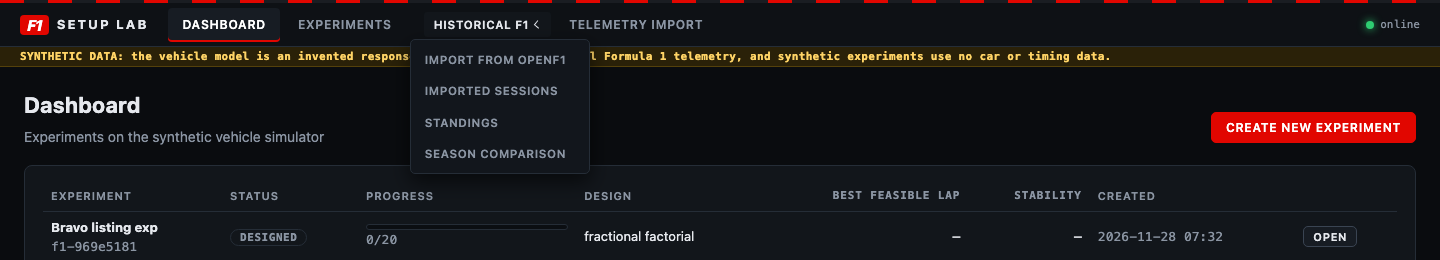 F1 SETUP LAB DASHBOARD EXPERIMENTS HISTORICAL F1 < TELEMETRY IMPORT online
SYNTHETIC DATA: the vehicle model is an invented respons l Formula 1 telemetry, and synthetic experiments use no car or timing data.
IMPORT FROM OPENF1
IMPORTED SESSIONS
STANDINGS
SEASON COMPARISON
Dashboard
Experiments on the synthetic vehicle simulator
CREATE NEW EXPERIMENT
EXPERIMENT STATUS PROGRESS DESIGN BEST FEASIBLE LAP STABILITY CREATED
Bravo listing exp
f1-969e5181
DESIGNED
0/20
fractional factorial
— — 2026-11-28 07:32 OPEN